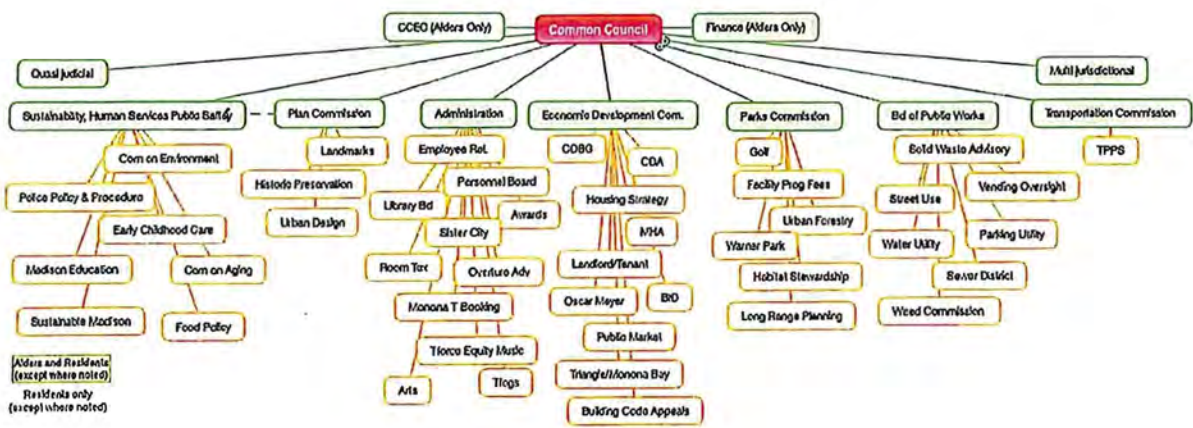 CCEO (Alders Only)
Common Council
Finance (Alders Only)
Quasi Judicial
Multi Jurisdictional
Sustainability, Human Services Public Safety
Plan Commission
Administration
Economic Development Com.
Parks Commission
Bd of Public Works
Transportation Commission
Com on Environment
Landmarks
Employee Rel.
CDBG
CDA
Golf
Solid Waste Advisory
TPPS
Police Policy & Procedure
Historic Preservation
Library Bd
Personnel Board
Housing Strategy
Facility Prog Fees
Street Use
Vending Oversight
Early Childhood Care
Urban Design
Sister City
Awards
MHA
Warner Park
Urban Forestry
Water Utility
Parking Utility
Madison Education
Com on Aging
Room Tax
Overture Adv
Landlord/Tenant
BID
Habitat Stewardship
Sewer District
Sustainable Madison
Food Policy
Monona T Booking
Oscar Meyer
Long Range Planning
Weed Commission
Equity Music
Public Market
Arts
Triangle/Monona Bay
Building Code Appeals
Alders and Residents
(except where noted)
Residents only
(except where noted)